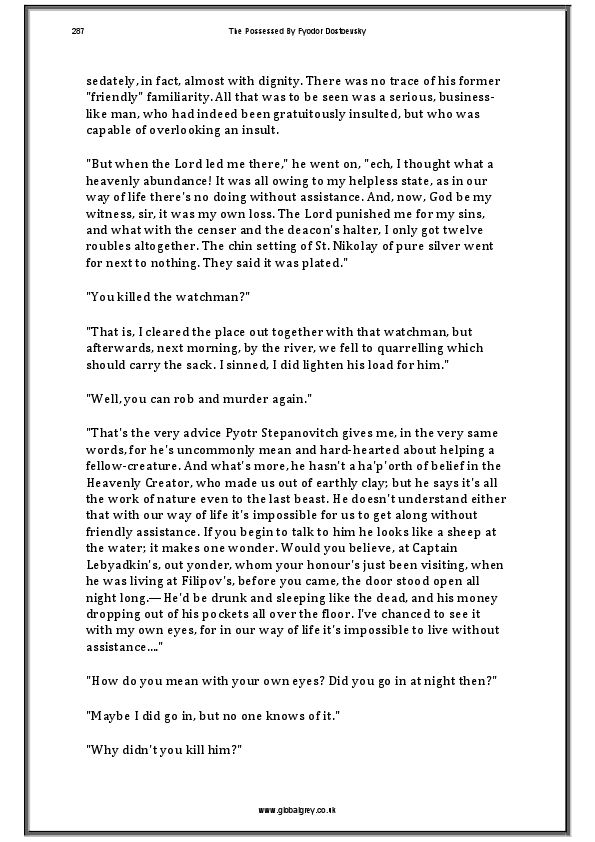 287
The Possessed By Fyodor Dostoevsky
sedately, in fact, almost with dignity. There was no trace of his former
"friendly" familiarity. All that was to be seen was a serious, business-
like man, who had indeed been gratuitously insulted, but who was
capable of overlooking an insult.
"But when the Lord led me there," he went on, "ech, I thought what a
heavenly abundance! It was all owing to my helpless state, as in our
way of life there's no doing without assistance. And, now, God be my
witness, sir, it was my own loss. The Lord punished me for my sins,
and what with the censer and the deacon's halter, I only got twelve
roubles altogether. The chin setting of St. Nikolay of pure silver went
for next to nothing. They said it was plated."
"You killed the watchman?"
"That is, I cleared the place out together with that watchman, but
afterwards, next morning, by the river, we fell to quarrelling which
should carry the sack. I sinned, I did lighten his load for him."
"Well, you can rob and murder again."
"That's the very advice Pyotr Stepanovitch gives me, in the very same
words, for he's uncommonly mean and hard-hearted about helping a
fellow-creature. And what's more, he hasn't a ha'p'orth of belief in the
Heavenly Creator, who made us out of earthly clay; but he says it's all
the work of nature even to the last beast. He doesn't understand either
that with our way of life it's impossible for us to get along without
friendly assistance. If you begin to talk to him he looks like a sheep at
the water; it makes one wonder. Would you believe, at Captain
Lebyadkin's, out yonder, whom your honour's just been visiting, when
he was living at Filipov's, before you came, the door stood open all
night long.— He'd be drunk and sleeping like the dead, and his money
dropping out of his pockets all over the floor. I've chanced to see it
with my own eyes, for in our way of life it's impossible to live without
assistance...."
"How do you mean with your own eyes? Did you go in at night then?"
"Maybe I did go in, but no one knows of it."
"Why didn't you kill him?"
www.globalgrey.co.uk